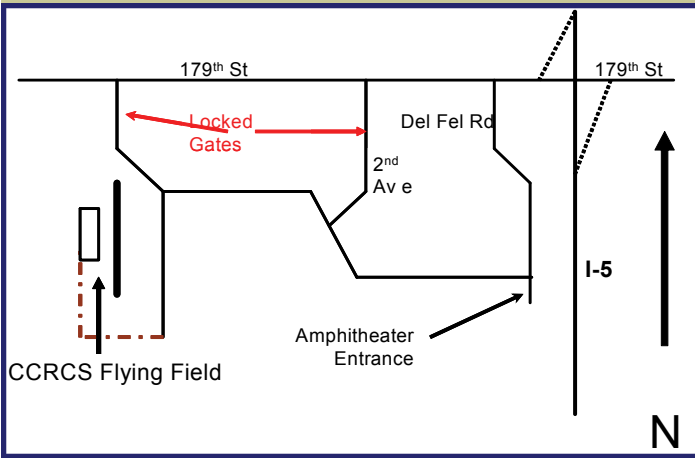 179th St
179th St
Locked
Gates
Del Fel Rd
2nd
Av e
I-5
Amphitheater
Entrance
CCRCS Flying Field
N